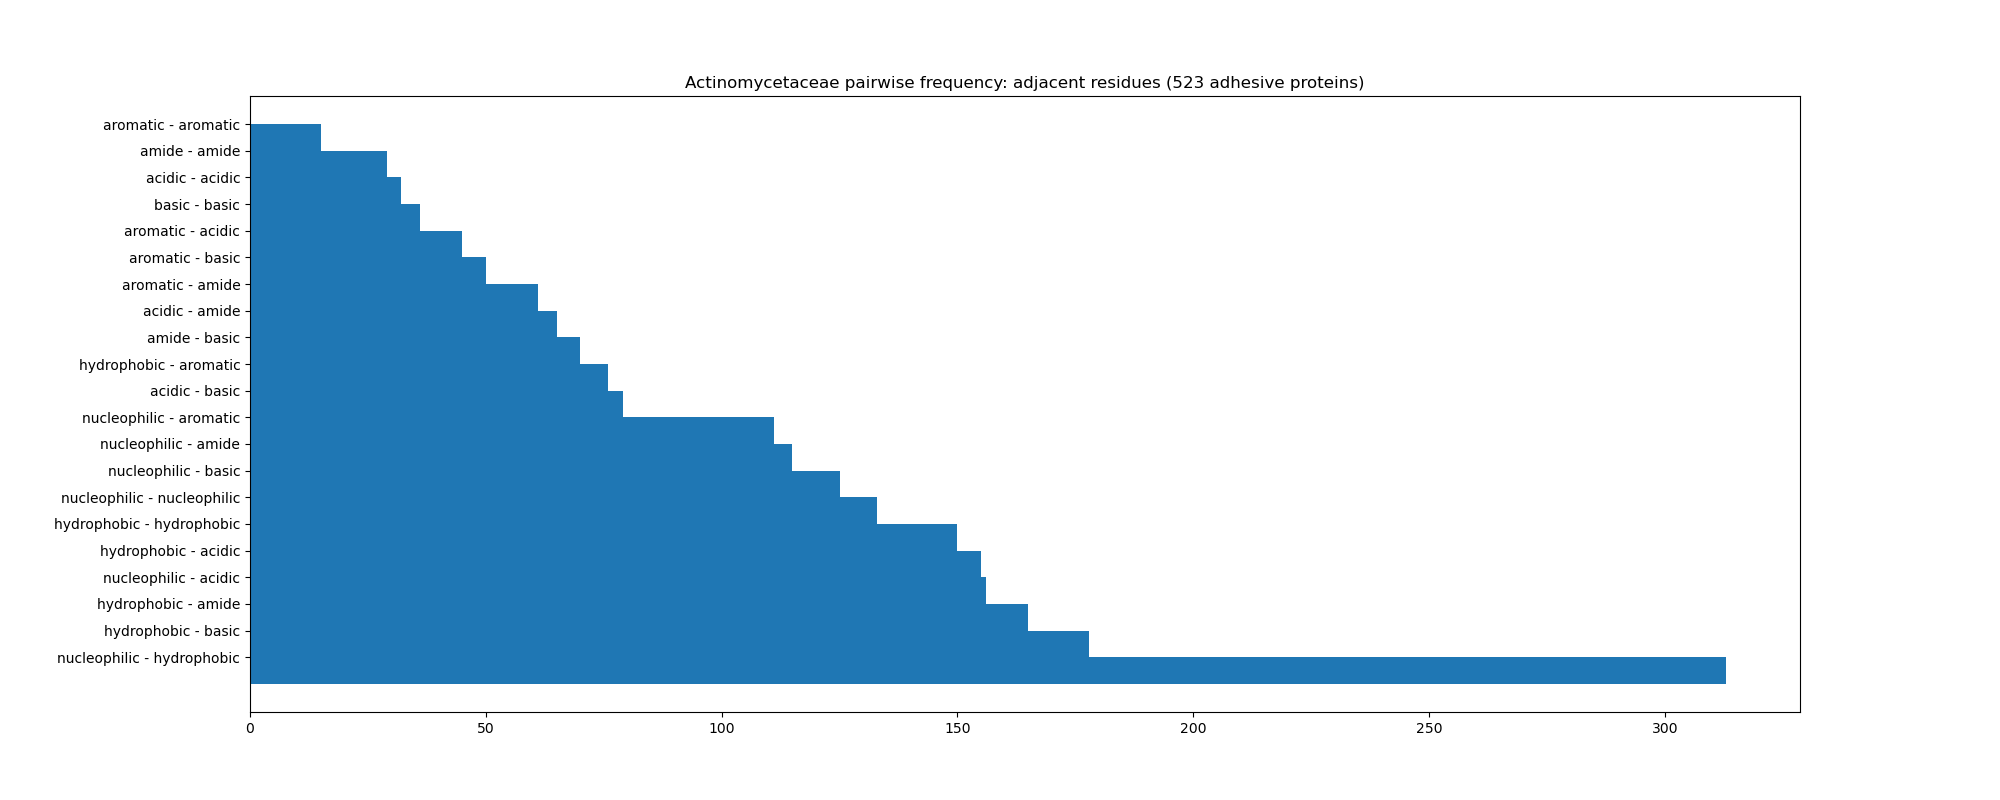 Actinomycetaceae pairwise frequency: adjacent residues (523 adhesive proteins)
aromatic - aromatic
amide - amide
acidic - acidic
basic - basic
aromatic - acidic
aromatic - basic
aromatic - amide
acidic - amide
amide - basic
hydrophobic - aromatic
acidic - basic
nucleophilic - aromatic
nucleophilic - amide
nucleophilic - basic
nucleophilic - nucleophilic
hydrophobic - hydrophobic
hydrophobic - acidic
nucleophilic - acidic
hydrophobic - amide
hydrophobic - basic
nucleophilic - hydrophobic
0 50 100 150 200 250 300